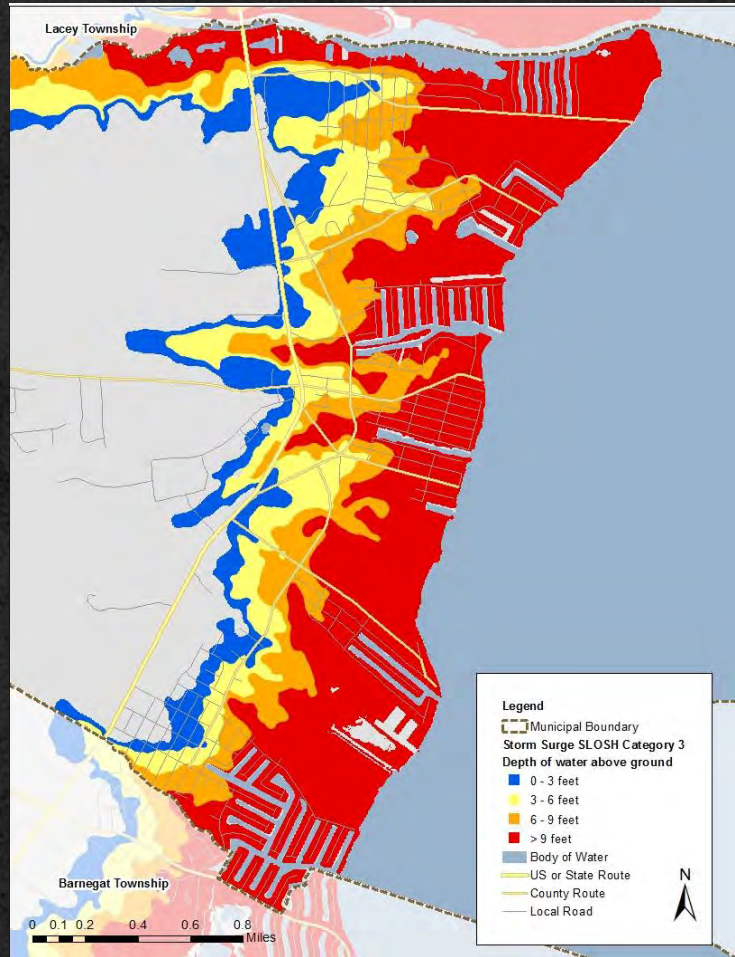 Lacey Township
Legend
Municipal Boundary
Storm Surge SLOSH Category 3
Depth of water above ground
0 - 3 feet
3 - 6 feet
6 - 9 feet
> 9 feet
Body of Water
US or State Route
County Route
Local Road
N
Barnegat Township
0 0.1 0.2 0.4 0.6 0.8
Miles